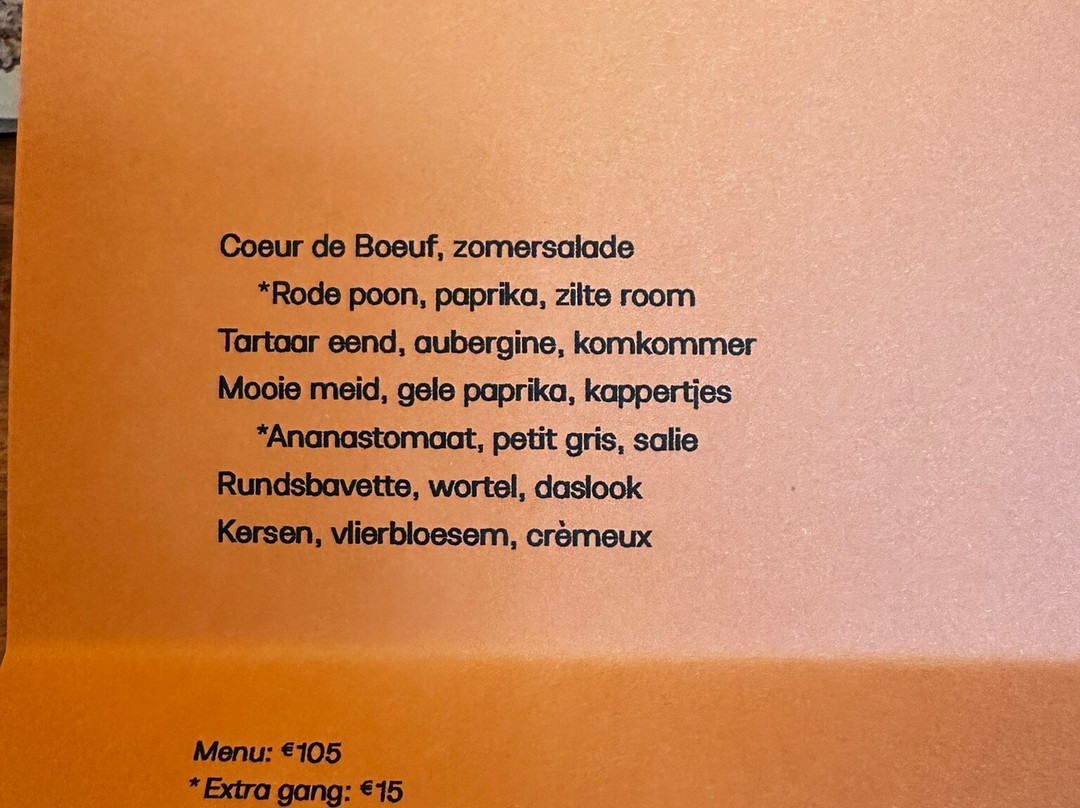 Coeur de Boeuf, zomersalade
*Rode poon, paprika, zilte room
Tartaar eend, aubergine, komkommer
Mooie meid, gele paprika, kappertjes
*Ananastomaat, petit gris, salie
Rundsbavette, wortel, daslook
Kersen, vlierbloesem, crèmeux
Menu: €105
*Extra gang: €15